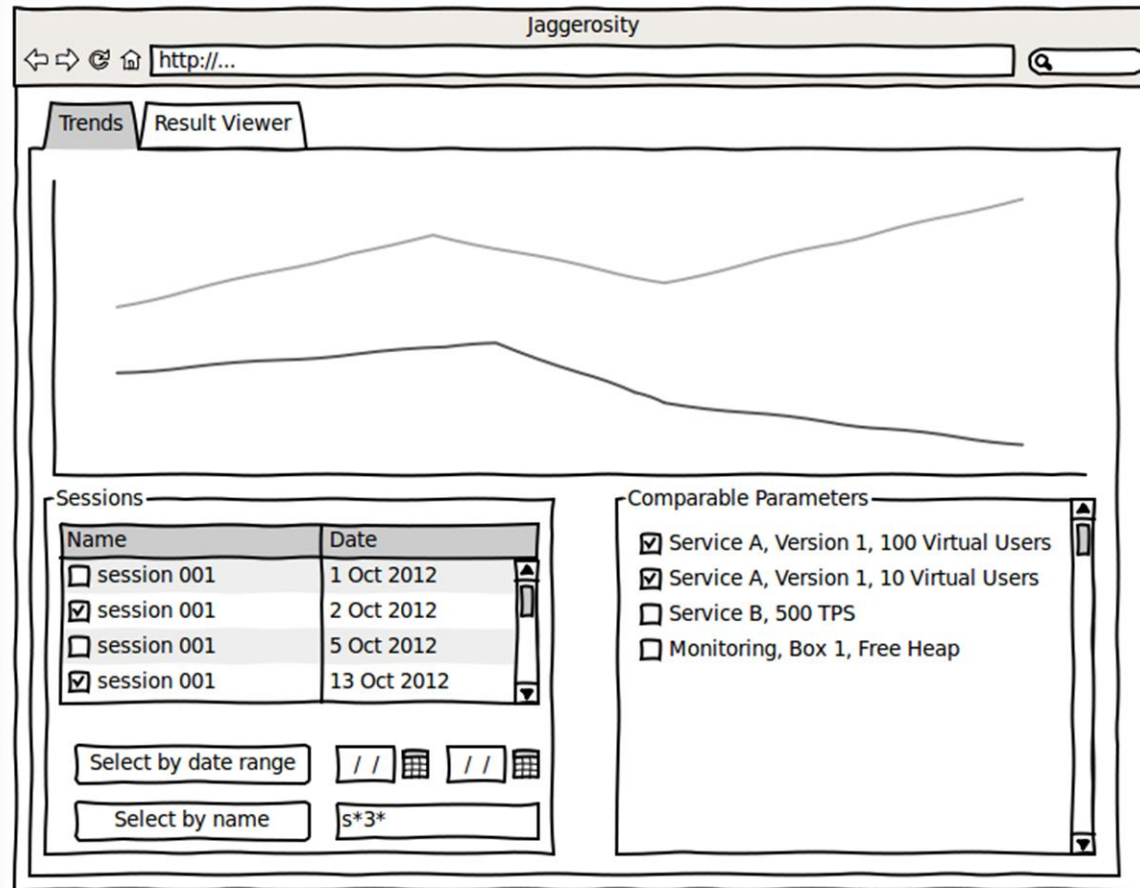 Jaggerosity
http://...
Trends Result Viewer
Sessions
Name Date
session 001 1 Oct 2012
session 001 2 Oct 2012
session 001 5 Oct 2012
session 001 13 Oct 2012
Select by date range / / / /
Select by name s*3*
Comparable Parameters
Service A, Version 1, 100 Virtual Users
Service A, Version 1, 10 Virtual Users
Service B, 500 TPS
Monitoring, Box 1, Free Heap